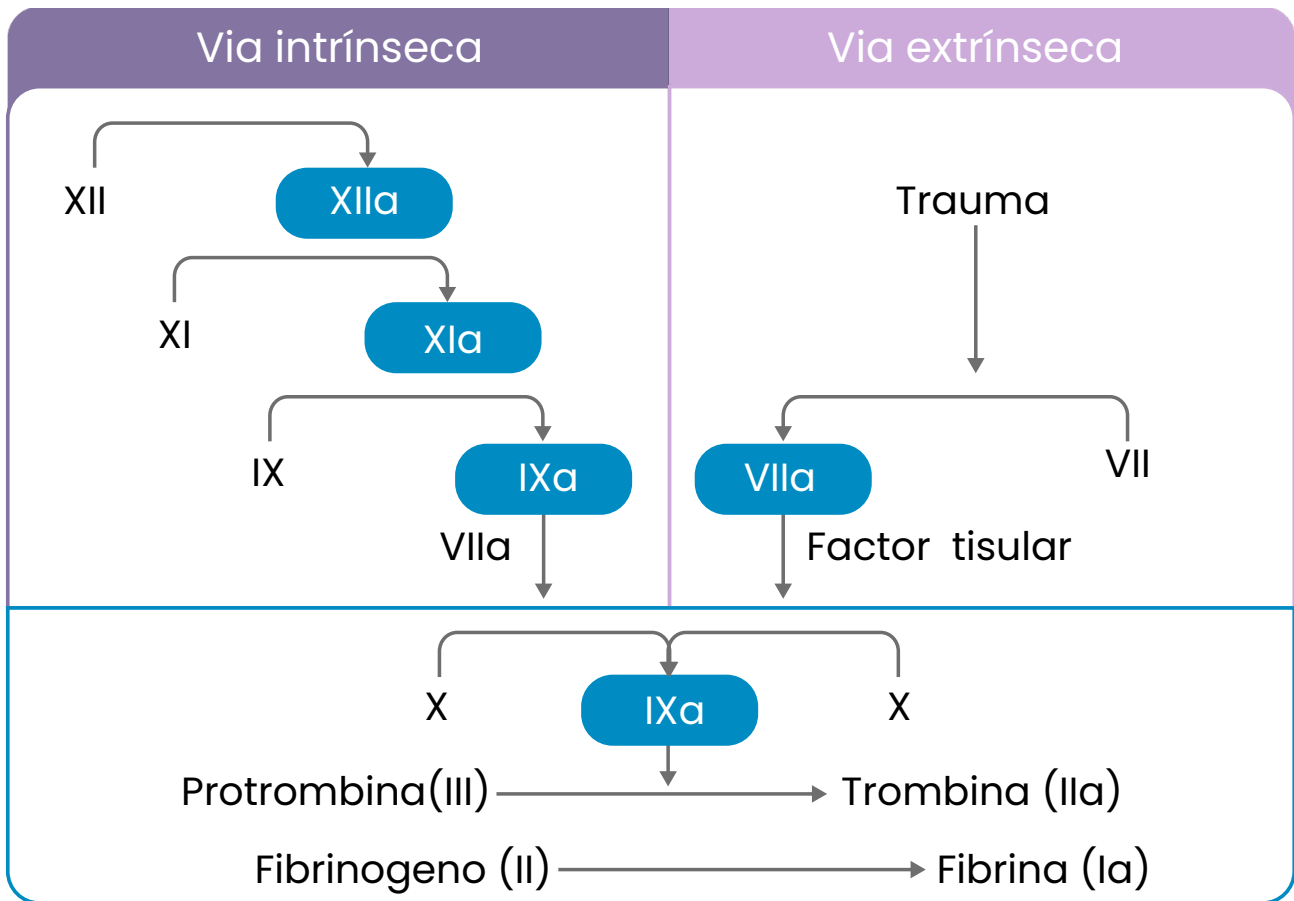 Via intrínseca
Via extrínseca
XII
XIIa
Trauma
XI
XIa
IX
IXa
VIIa
VII
VIIa
Factor tisular
X
IXa
X
Protrombina(III)
Trombina (IIa)
Fibrinogeno (II)
Fibrina (Ia)